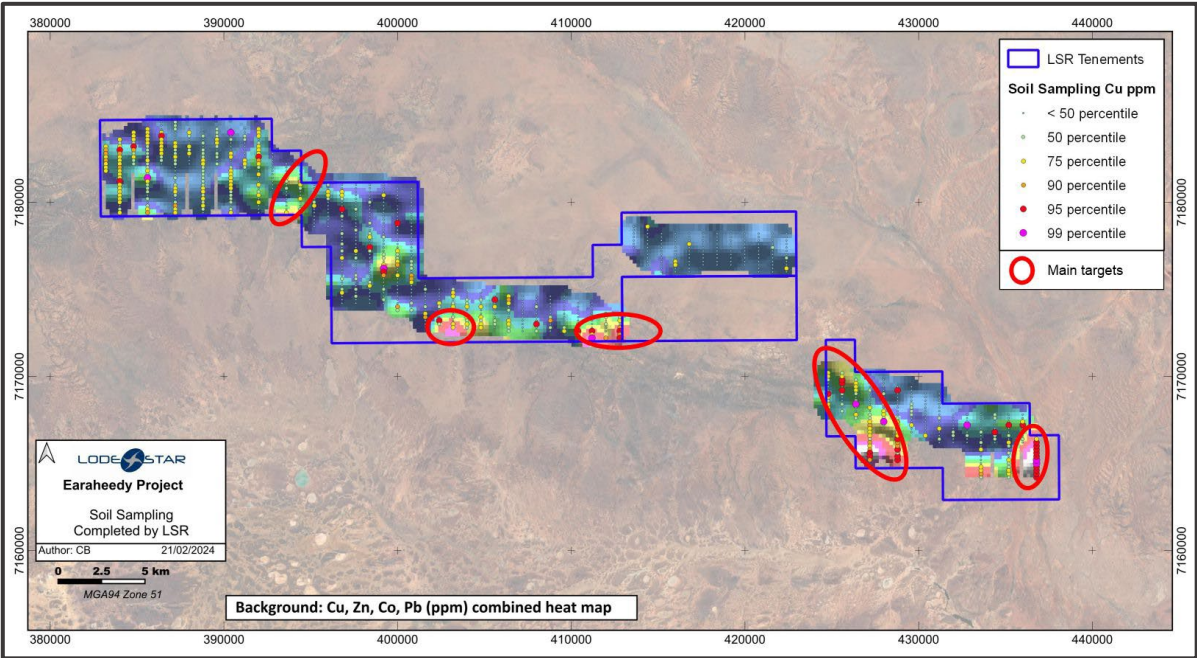 380000 390000 400000 410000 420000 430000 440000
7180000 7180000
7170000 7170000
7160000 7160000
LSR Tenements
Soil Sampling Cu ppm
< 50 percentile
50 percentile
75 percentile
90 percentile
95 percentile
99 percentile
Main targets
LODESTAR
Earaheedy Project
Soil Sampling
Completed by LSR
Author: CB 21/02/2024
0 2.5 5 km
MGA94 Zone 51
Background: Cu, Zn, Co, Pb (ppm) combined heat map
380000 390000 400000 410000 420000 430000 440000